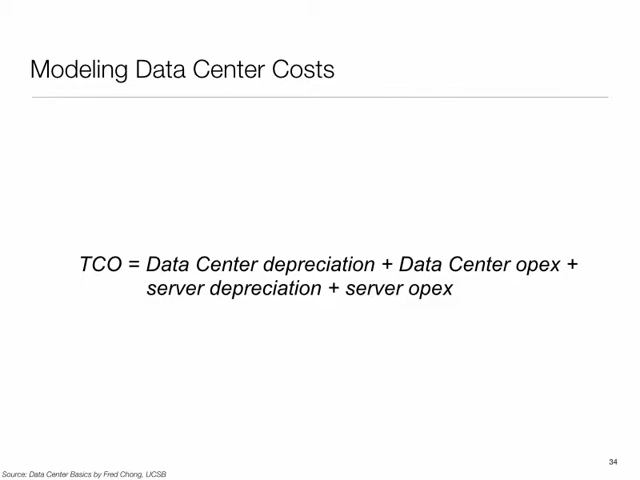 Modeling Data Center Costs
TCO = Data Center depreciation + Data Center opex +
server depreciation + server opex
34
Source: Data Center Basics by Fred Chong, UCSB